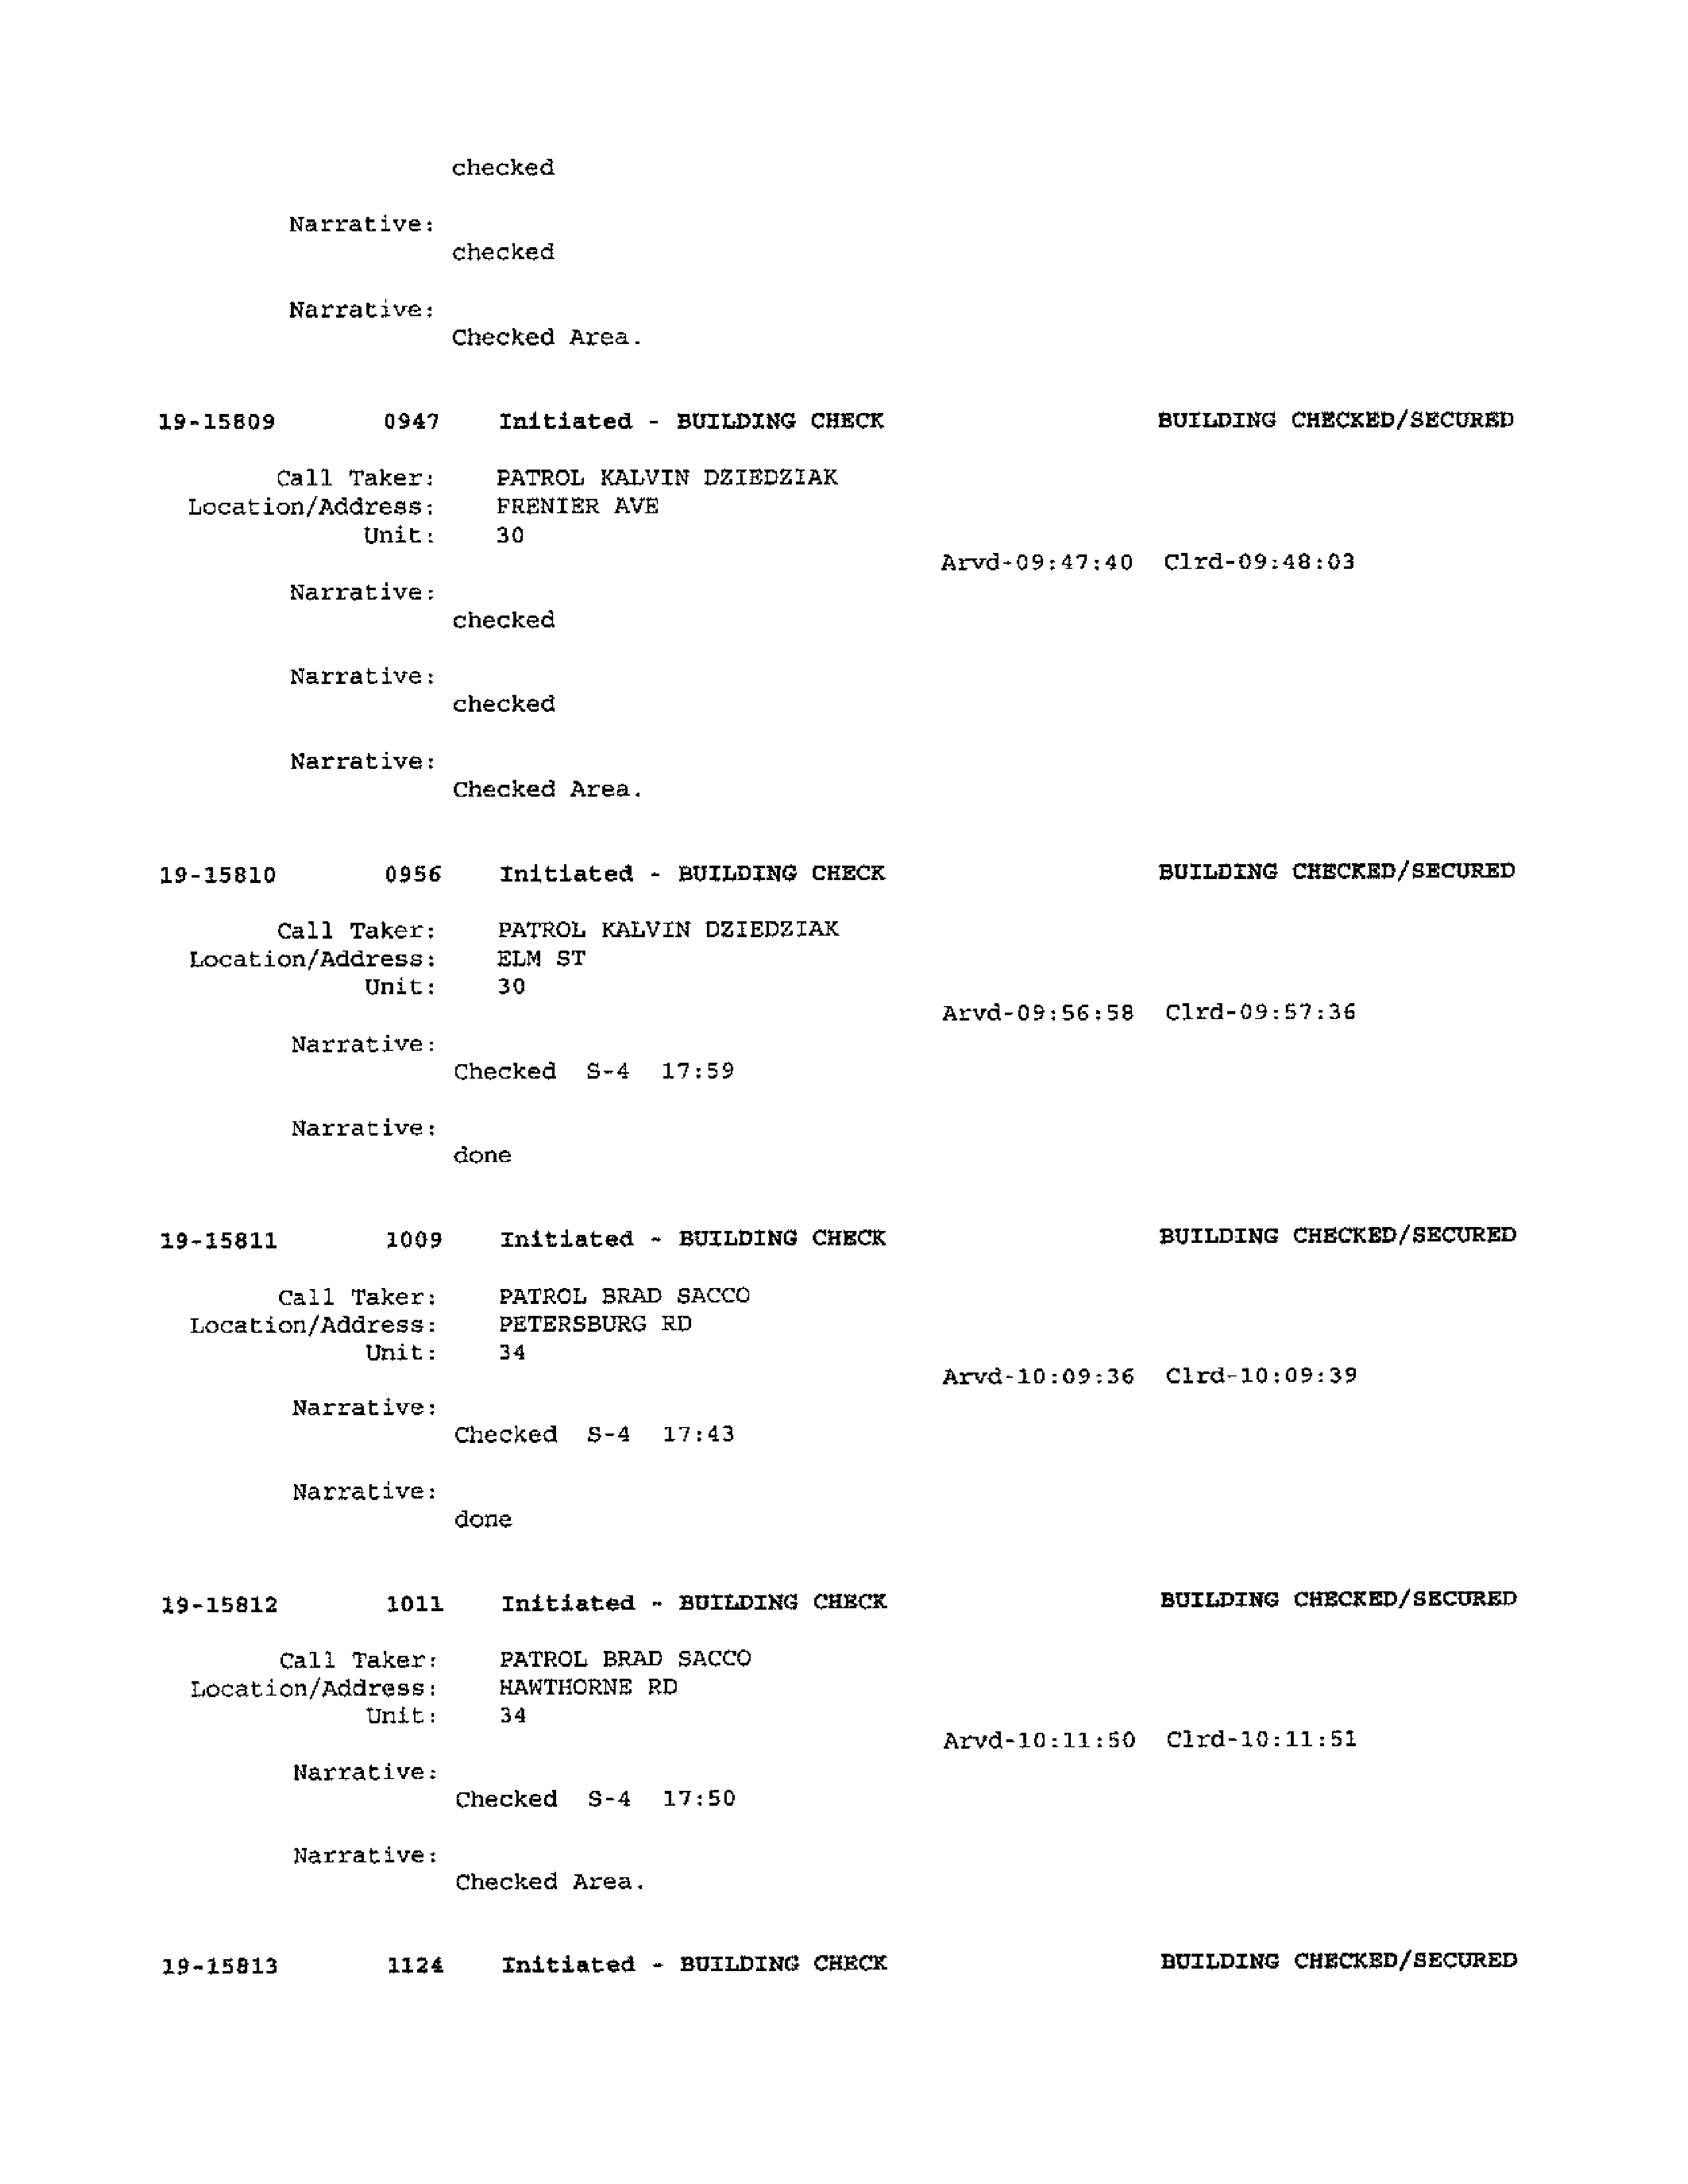 checked
Narrative:
checked
Narrative:
Checked Area.
19-15809 0947 Initiated - BUILDING CHECK BUILDING CHECKED/SECURED
Call Taker: PATROL KALVIN DZIEDZIAK
Location/Address: FRENIER AVE
Unit: 30
Arvd-09:47:40 Clrd-09:48:03
Narrative:
checked
Narrative:
checked
Narrative:
Checked Area.
19-15810 0956 Initiated - BUILDING CHECK BUILDING CHECKED/SECURED
Call Taker: PATROL KALVIN DZIEDZIAK
Location/Address: ELM ST
Unit: 30
Arvd-09:56:58 Clrd-09:57:36
Narrative:
Checked S-4 17:59
Narrative:
done
19-15811 1009 Initiated - BUILDING CHECK BUILDING CHECKED/SECURED
Call Taker: PATROL BRAD SACCO
Location/Address: PETERSBURG RD
Unit: 34
Arvd-10:09:36 Clrd-10:09:39
Narrative:
Checked S-4 17:43
Narrative:
done
19-15812 1011 Initiated - BUILDING CHECK BUILDING CHECKED/SECURED
Call Taker: PATROL BRAD SACCO
Location/Address: HAWTHORNE RD
Unit: 34
Arvd-10:11:50 Clrd-10:11:51
Narrative:
Checked S-4 17:50
Narrative:
Checked Area.
19-15813 1124 Initiated - BUILDING CHECK BUILDING CHECKED/SECURED